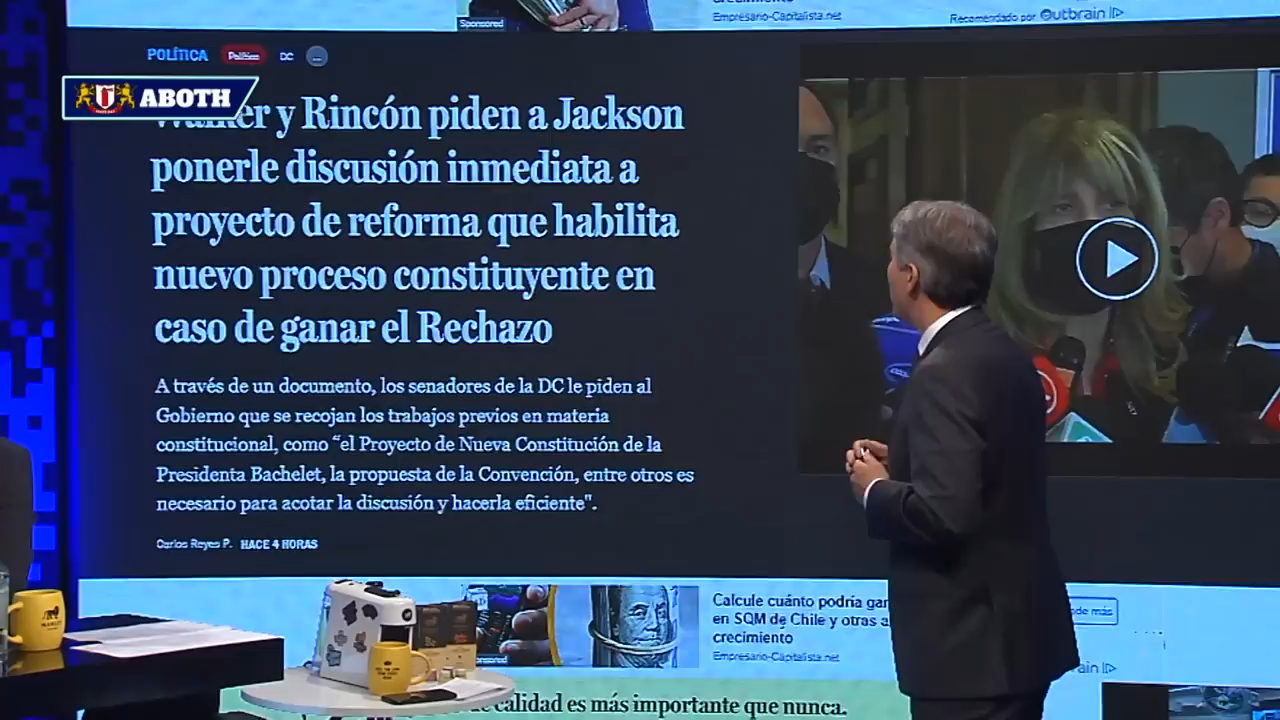 Sponsored
Empresario-Capitalista.net
Recomendado por Outbrain
POLÍTICA
Política
DC
...
ABOTH
y Rincón piden a Jackson
ponerle discusión inmediata a
proyecto de reforma que habilita
nuevo proceso constituyente en
caso de ganar el Rechazo
A través de un documento, los senadores de la DC le piden al
Gobierno que se recojan los trabajos previos en materia
constitucional, como “el Proyecto de Nueva Constitución de la
Presidenta Bachelet, la propuesta de la Convención, entre otros es
necesario para acotar la discusión y hacerla eficiente".
Carlos Reyes P. HACE 4 HORAS
Calcule cuánto podría gan
en SQM de Chile y otras a
crecimiento
Empresario-Capitalista.net
de más
calidad es más importante que nunca.